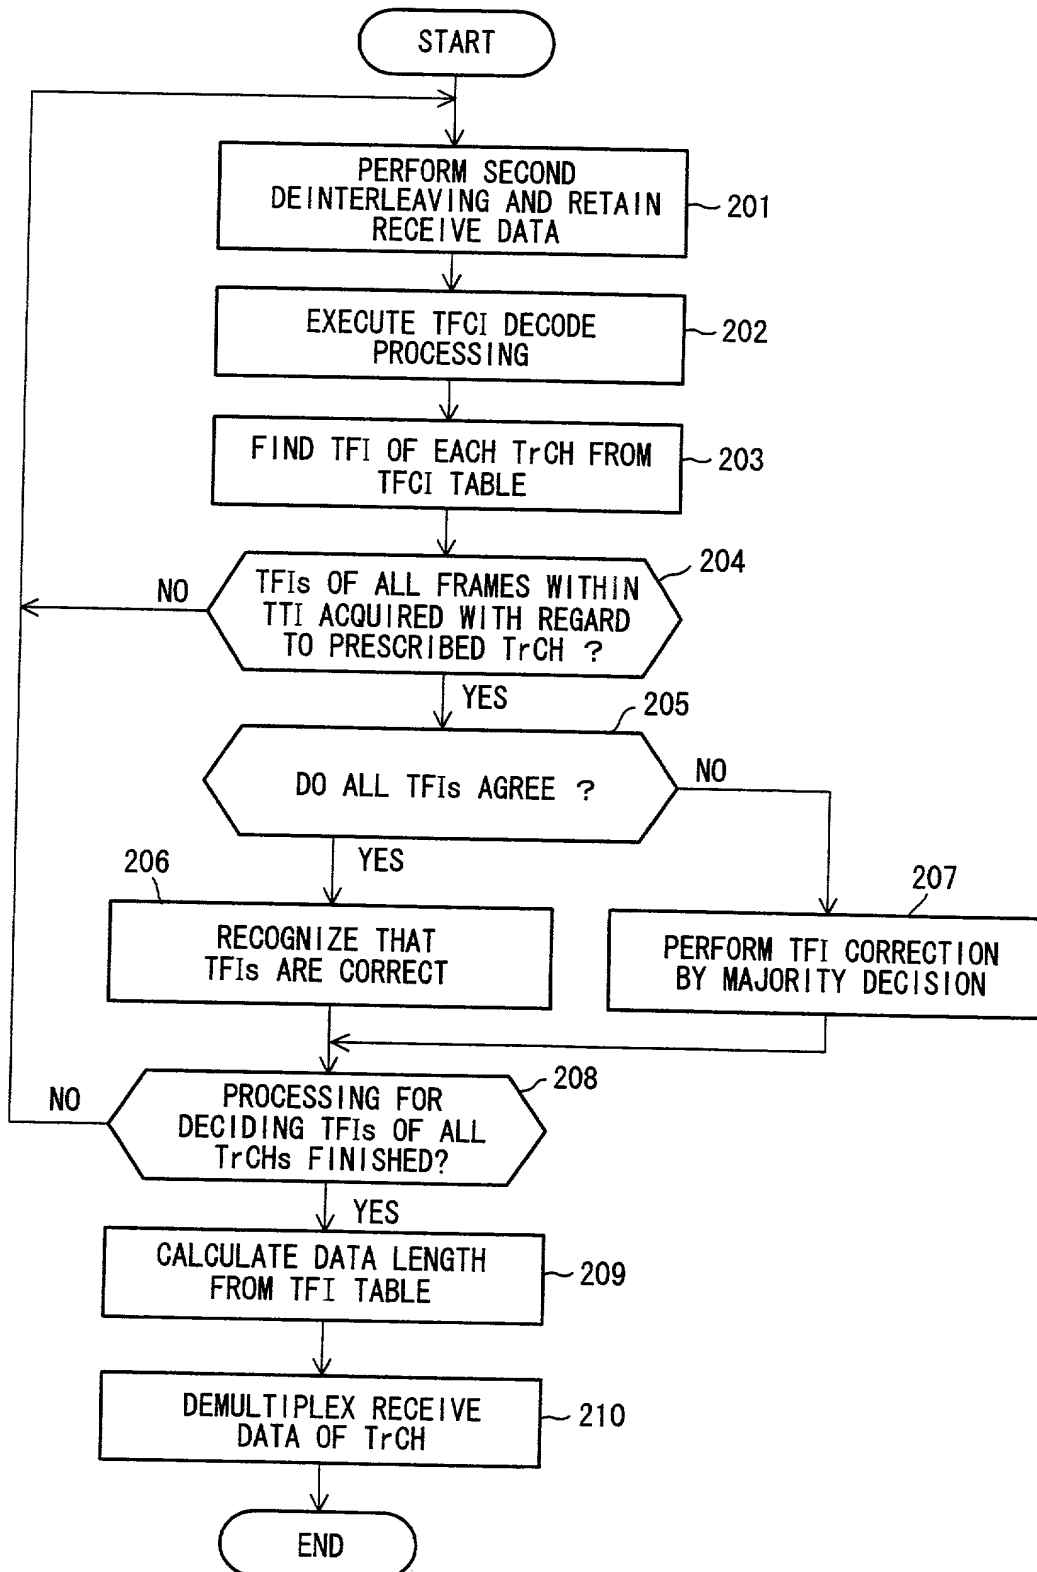 START
PERFORM SECOND
DEINTERLEAVING AND RETAIN
RECEIVE DATA
201
EXECUTE TFCI DECODE
PROCESSING
202
FIND TFI OF EACH TrCH FROM
TFCI TABLE
203
204
NO
TFIs OF ALL FRAMES WITHIN
TTI ACQUIRED WITH REGARD
TO PRESCRIBED TrCH ?
YES
205
DO ALL TFIs AGREE ?
NO
YES
206
207
RECOGNIZE THAT
TFIs ARE CORRECT
PERFORM TFI CORRECTION
BY MAJORITY DECISION
208
NO
PROCESSING FOR
DECIDING TFIs OF ALL
TrCHs FINISHED?
YES
CALCULATE DATA LENGTH
FROM TFI TABLE
209
DEMULTIPLEX RECEIVE
DATA OF TrCH
210
END